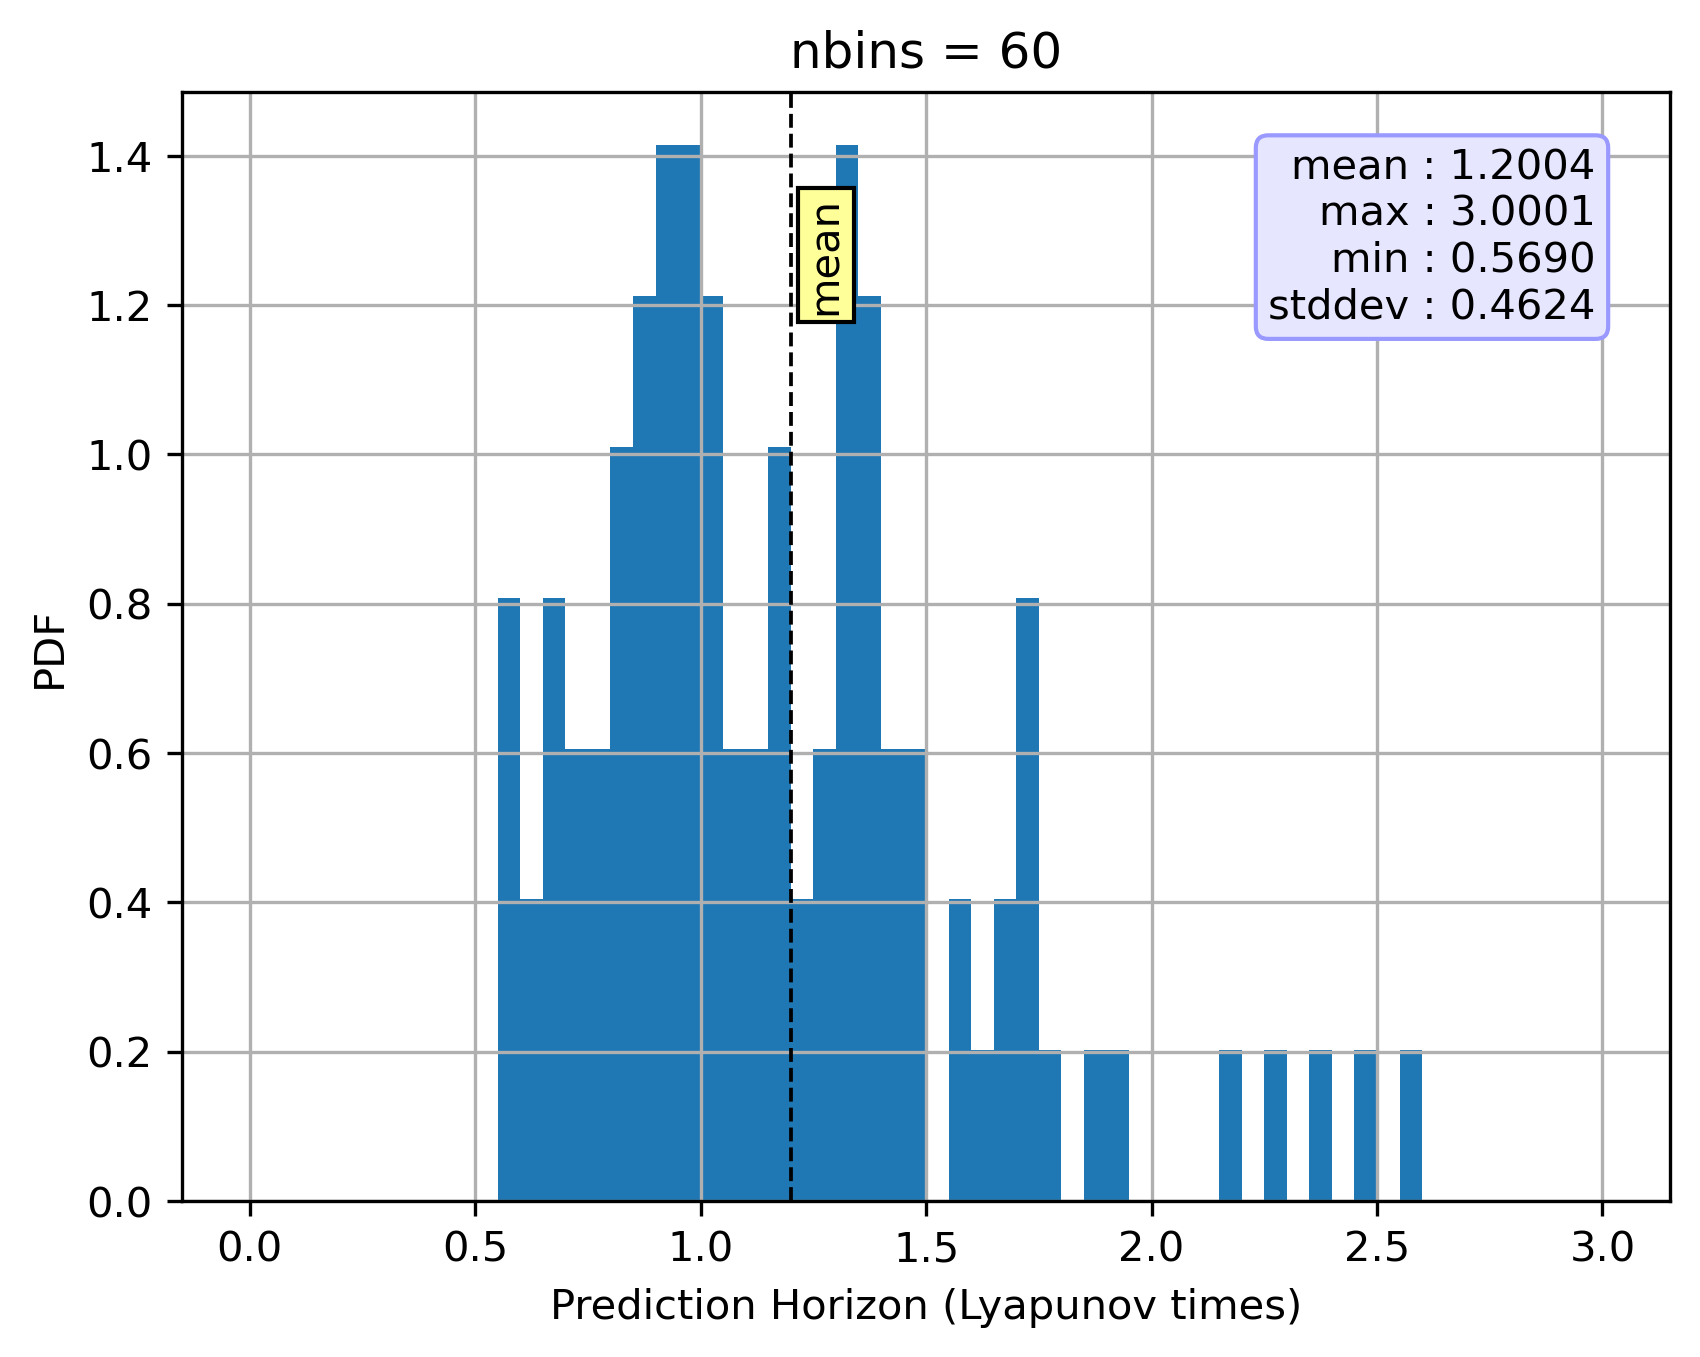 nbins = 60
mean : 1.2004
max : 3.0001
min : 0.5690
stddev : 0.4624
mean
1.4
1.2
1.0
0.8
0.6
0.4
0.2
0.0
PDF
0.0 0.5 1.0 1.5 2.0 2.5 3.0
Prediction Horizon (Lyapunov times)